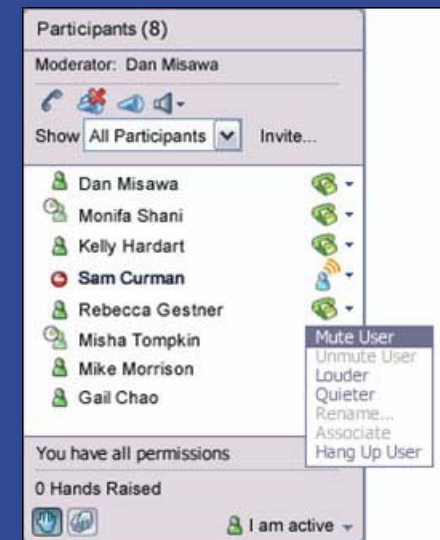 Participants (8)
Moderator: Dan Misawa
Show All Participants Invite...
Dan Misawa
Monifa Shani
Kelly Hardart
Sam Curman
Rebecca Gestner
Misha Tompkin
Mike Morrison
Gail Chao
Mute User
Unmute User
Louder
Quieter
Rename...
Associate
Hang Up User
You have all permissions
0 Hands Raised
I am active